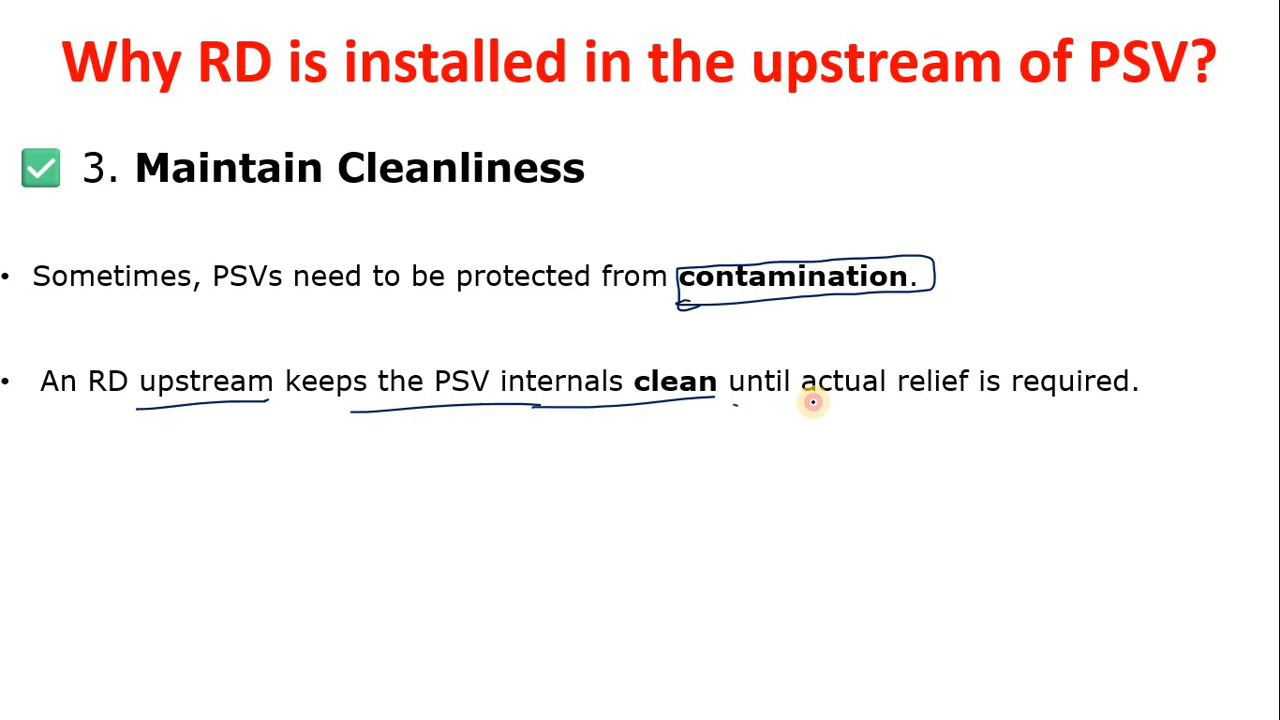 Why RD is installed in the upstream of PSV?
✅ 3. Maintain Cleanliness
• Sometimes, PSVs need to be protected from contamination.
• An RD upstream keeps the PSV internals clean until actual relief is required.